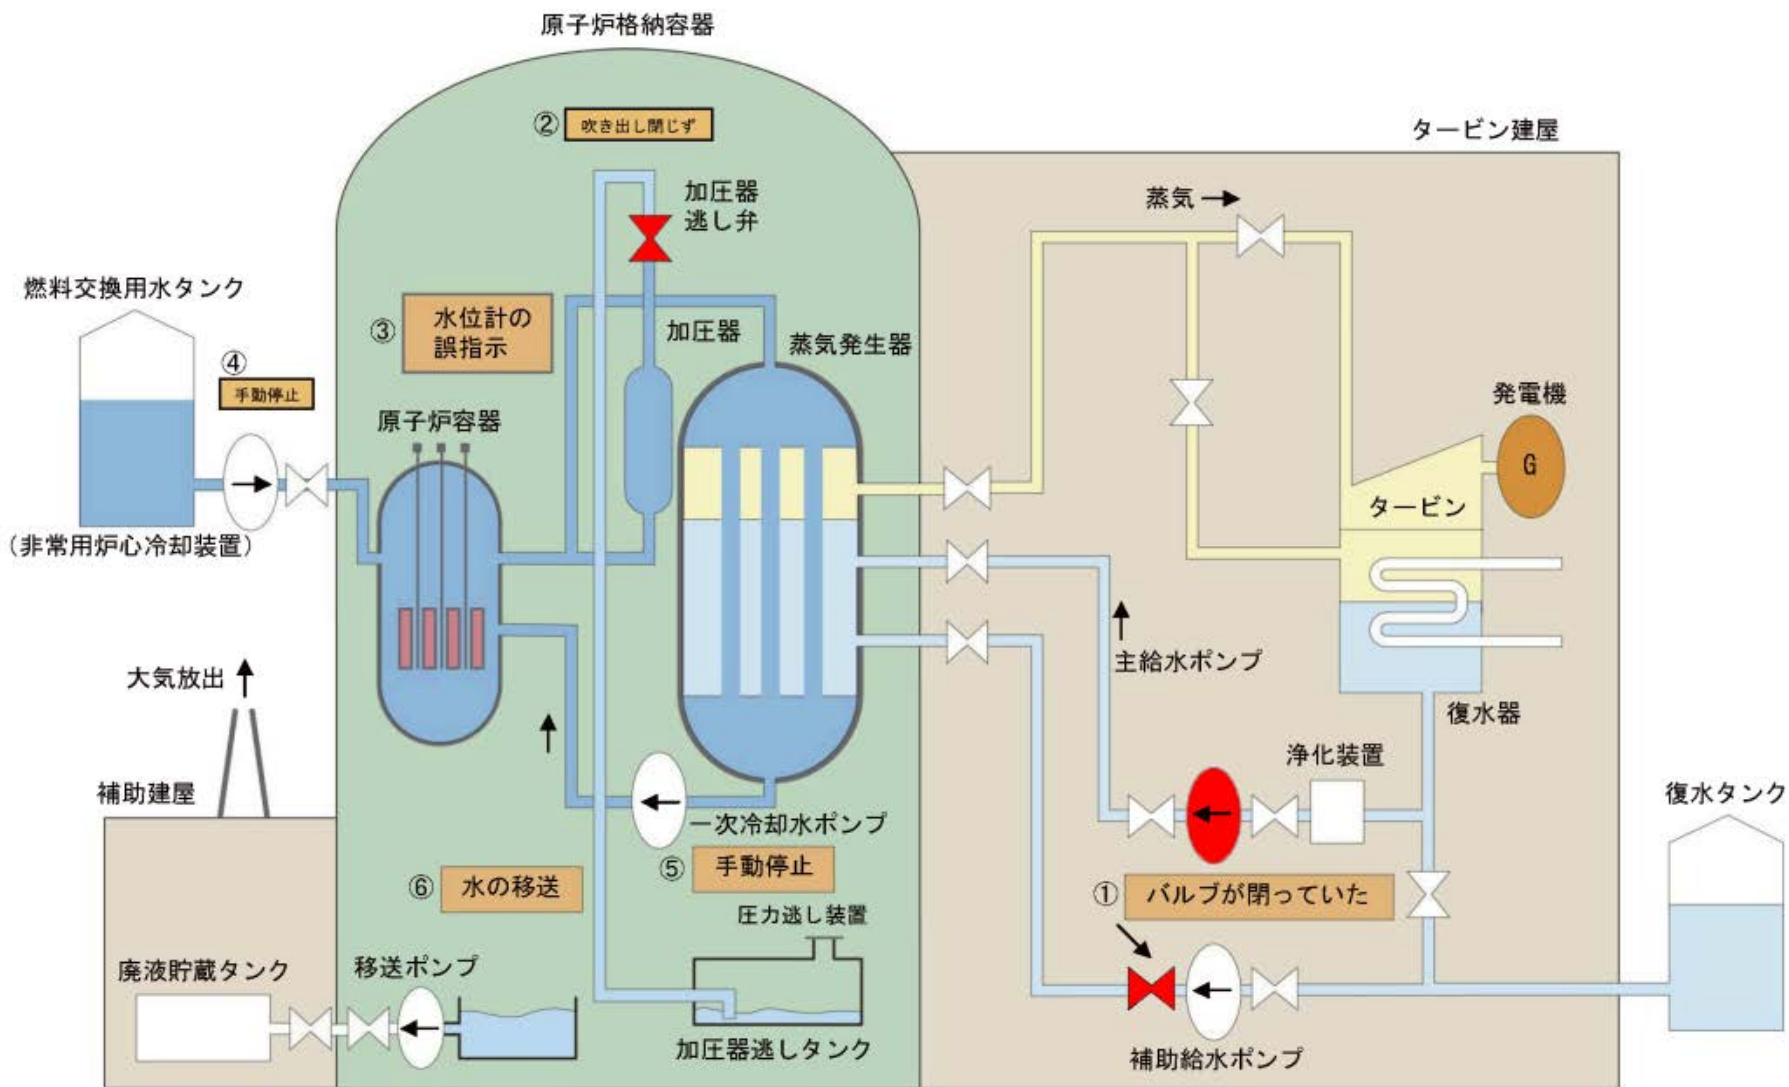 原子炉格納容器
②
吹き出し閉じず
タービン建屋
加圧器
逃し弁
蒸気
燃料交換用水タンク
③
水位計の
誤指示
加圧器
蒸気発生器
④
手動停止
原子炉容器
発電機
G
タービン
(非常用炉心冷却装置)
主給水ポンプ
大気放出
復水器
補助建屋
浄化装置
復水タンク
一次冷却水ポンプ
⑤
手動停止
⑥
水の移送
①
バルブが閉っていた
圧力逃し装置
廃液貯蔵タンク
移送ポンプ
加圧器逃しタンク
補助給水ポンプ